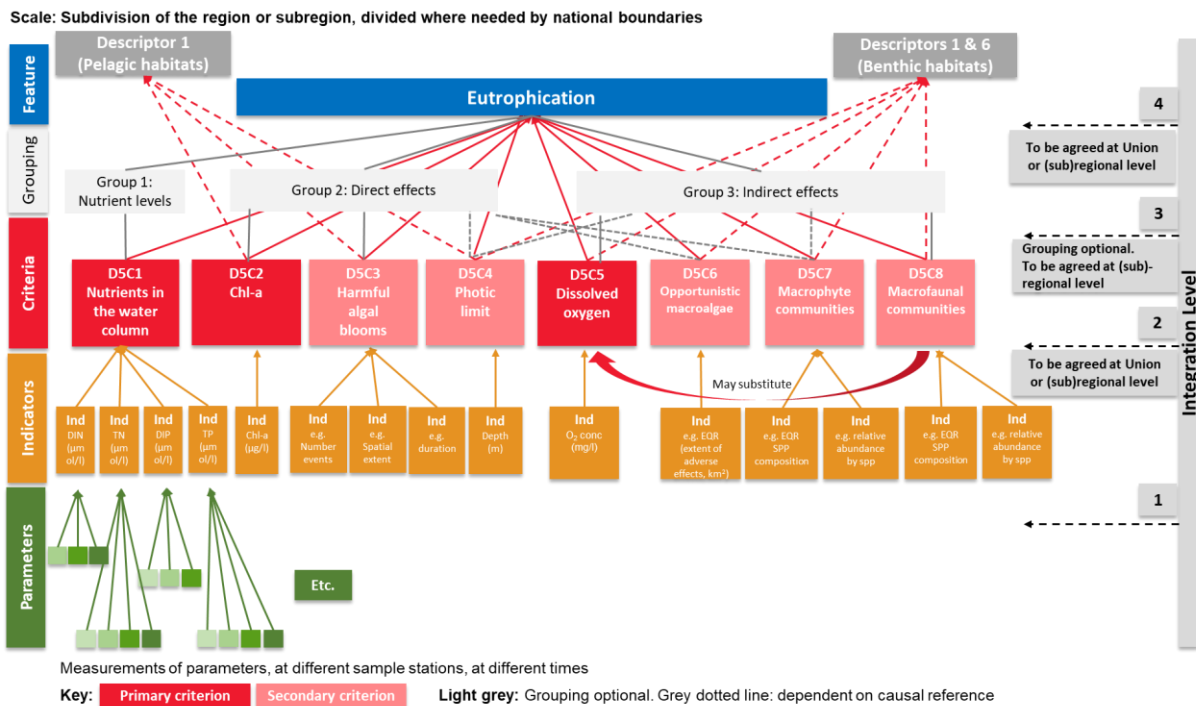 Scale: Subdivision of the region or subregion, divided where needed by national boundaries
Descriptor 1
(Pelagic habitats)
Descriptors 1 & 6
(Benthic habitats)
Feature
Eutrophication
4
To be agreed at Union
or (sub)regional level
Grouping
Group 1:
Nutrient levels
Group 2: Direct effects
Group 3: Indirect effects
3
Grouping optional.
To be agreed at (sub)-
regional level
Criteria
D5C1
Nutrients in
the water
column
D5C2
Chl-a
D5C3
Harmful
algal
blooms
D5C4
Photic
limit
D5C5
Dissolved
oxygen
D5C6
Opportunistic
macroalgae
D5C7
Macrophyte
communities
D5C8
Macrofaunal
communities
2
To be agreed at Union
or (sub)regional level
Integration Level
May substitute
Indicators
Ind
DIN
(µm
ol/l)
Ind
TN
(µm
ol/l)
Ind
DIP
(µm
ol/l)
Ind
TP
(µm
ol/l)
Ind
Chl-a
(µg/l)
Ind
e.g.
Number
events
Ind
e.g.
Spatial
extent
Ind
e.g.
duration
Ind
Depth
(m)
Ind
O₂ conc
(mg/l)
Ind
e.g. EQR
(extent of
adverse
effects, km²)
Ind
e.g. EQR
SPP
composition
Ind
e.g. relative
abundance
by spp
Ind
e.g. EQR
SPP
composition
Ind
e.g. relative
abundance
by spp
1
Parameters
Etc.
Measurements of parameters, at different sample stations, at different times
Key: Primary criterion Secondary criterion Light grey: Grouping optional. Grey dotted line: dependent on causal reference